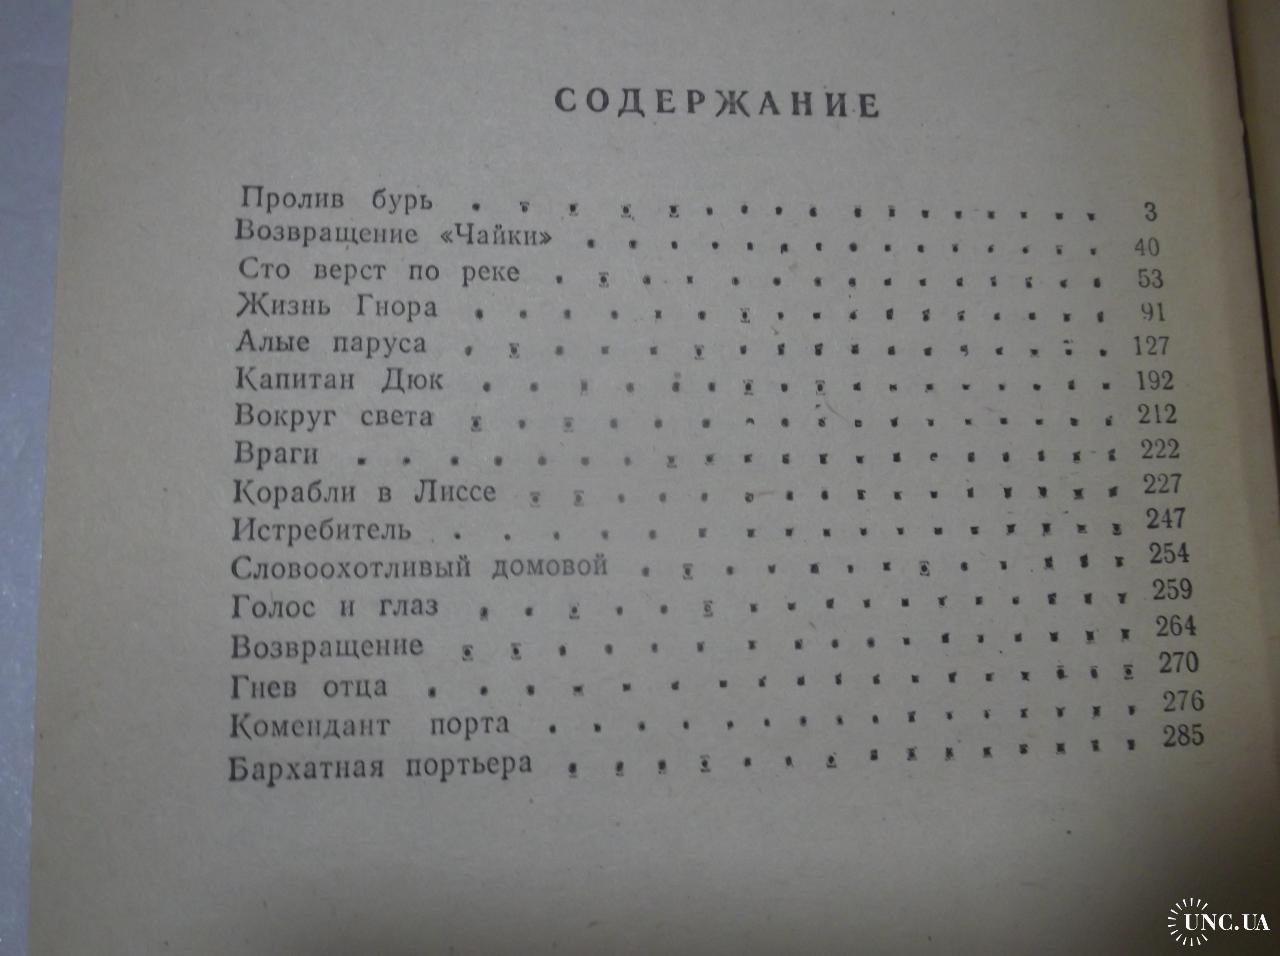 СОДЕРЖАНИЕ
Пролив бурь . . . . . . . . . . . . . . . 3
Возвращение «Чайки» . . . . . . . . . . . . . 40
Сто верст по реке . . . . . . . . . . . . . . 53
Жизнь Гнора . . . . . . . . . . . . . . . 91
Алые паруса . . . . . . . . . . . . . . . . 127
Капитан Дюк . . . . . . . . . . . . . . . 192
Вокруг света . . . . . . . . . . . . . . . 212
Враги . . . . . . . . . . . . . . . . . . 222
Корабли в Лиссе . . . . . . . . . . . . . . 227
Истребитель . . . . . . . . . . . . . . . . 247
Словоохотливый домовой . . . . . . . . . . . . 254
Голос и глаз . . . . . . . . . . . . . . . 259
Возвращение . . . . . . . . . . . . . . . 264
Гнев отца . . . . . . . . . . . . . . . . 270
Комендант порта . . . . . . . . . . . . . . 276
Бархатная портьера . . . . . . . . . . . . . 285
UNC.UA